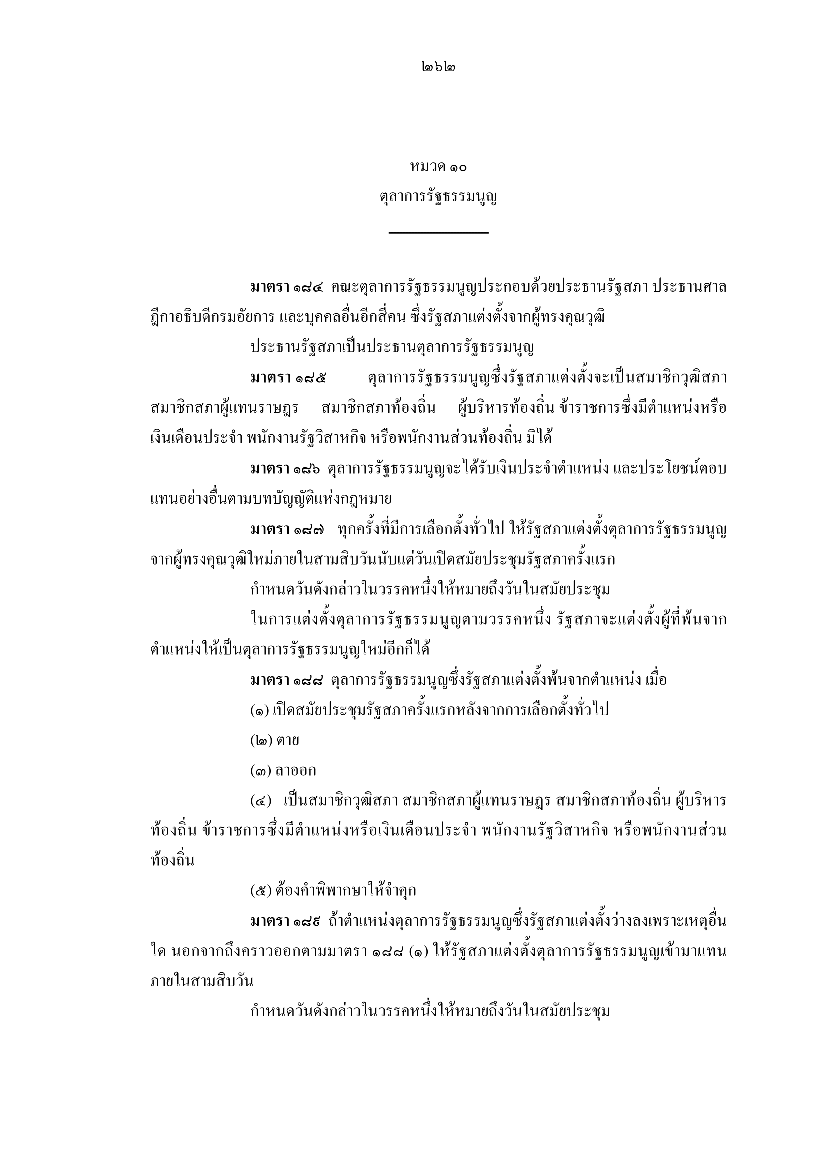 ๒๖๒
หมวด ๑๐
ตุลาการรัฐธรรมนูญ
มาตรา ๑๘๔ คณะตุลาการรัฐธรรมนูญประกอบด้วยประธานรัฐสภา ประธานศาล
ฎีกาอธิบดีกรมอัยการ และบุคคลอื่นอีกสี่คน ซึ่งรัฐสภาแต่งตั้งจากผู้ทรงคุณวุฒิ
ประธานรัฐสภาเป็นประธานตุลาการรัฐธรรมนูญ
มาตรา ๑๘๕ ตุลาการรัฐธรรมนูญซึ่งรัฐสภาแต่งตั้งจะเป็นสมาชิกวุฒิสภา
สมาชิกสภาผู้แทนราษฎร สมาชิกสภาท้องถิ่น ผู้บริหารท้องถิ่น ข้าราชการซึ่งมีตำแหน่งหรือ
เงินเดือนประจำ พนักงานรัฐวิสาหกิจ หรือพนักงานส่วนท้องถิ่น มิได้
มาตรา ๑๘๖ ตุลาการรัฐธรรมนูญจะได้รับเงินประจำตำแหน่ง และประโยชน์ตอบ
แทนอย่างอื่นตามบทบัญญัติแห่งกฎหมาย
มาตรา ๑๘๗ ทุกครั้งที่มีการเลือกตั้งทั่วไป ให้รัฐสภาแต่งตั้งตุลาการรัฐธรรมนูญ
จากผู้ทรงคุณวุฒิใหม่ภายในสามสิบวันนับแต่วันเปิดสมัยประชุมรัฐสภาครั้งแรก
กำหนดวันดังกล่าวในวรรคหนึ่งให้หมายถึงวันในสมัยประชุม
ในการแต่งตั้งตุลาการรัฐธรรมนูญตามวรรคหนึ่ง รัฐสภาจะแต่งตั้งผู้ที่พ้นจาก
ตำแหน่งให้เป็นตุลาการรัฐธรรมนูญใหม่อีกก็ได้
มาตรา ๑๘๘ ตุลาการรัฐธรรมนูญซึ่งรัฐสภาแต่งตั้งพ้นจากตำแหน่ง เมื่อ
(๑) เปิดสมัยประชุมรัฐสภาครั้งแรกหลังจากการเลือกตั้งทั่วไป
(๒) ตาย
(๓) ลาออก
(๔) เป็นสมาชิกวุฒิสภา สมาชิกสภาผู้แทนราษฎร สมาชิกสภาท้องถิ่น ผู้บริหาร
ท้องถิ่น ข้าราชการซึ่งมีตำแหน่งหรือเงินเดือนประจำ พนักงานรัฐวิสาหกิจ หรือพนักงานส่วน
ท้องถิ่น
(๕) ต้องคำพิพากษาให้จำคุก
มาตรา ๑๘๙ ถ้าตำแหน่งตุลาการรัฐธรรมนูญซึ่งรัฐสภาแต่งตั้งว่างลงเพราะเหตุอื่น
ใด นอกจากถึงคราวออกตามมาตรา ๑๘๘ (๑) ให้รัฐสภาแต่งตั้งตุลาการรัฐธรรมนูญเข้ามาแทน
ภายในสามสิบวัน
กำหนดวันดังกล่าวในวรรคหนึ่งให้หมายถึงวันในสมัยประชุม